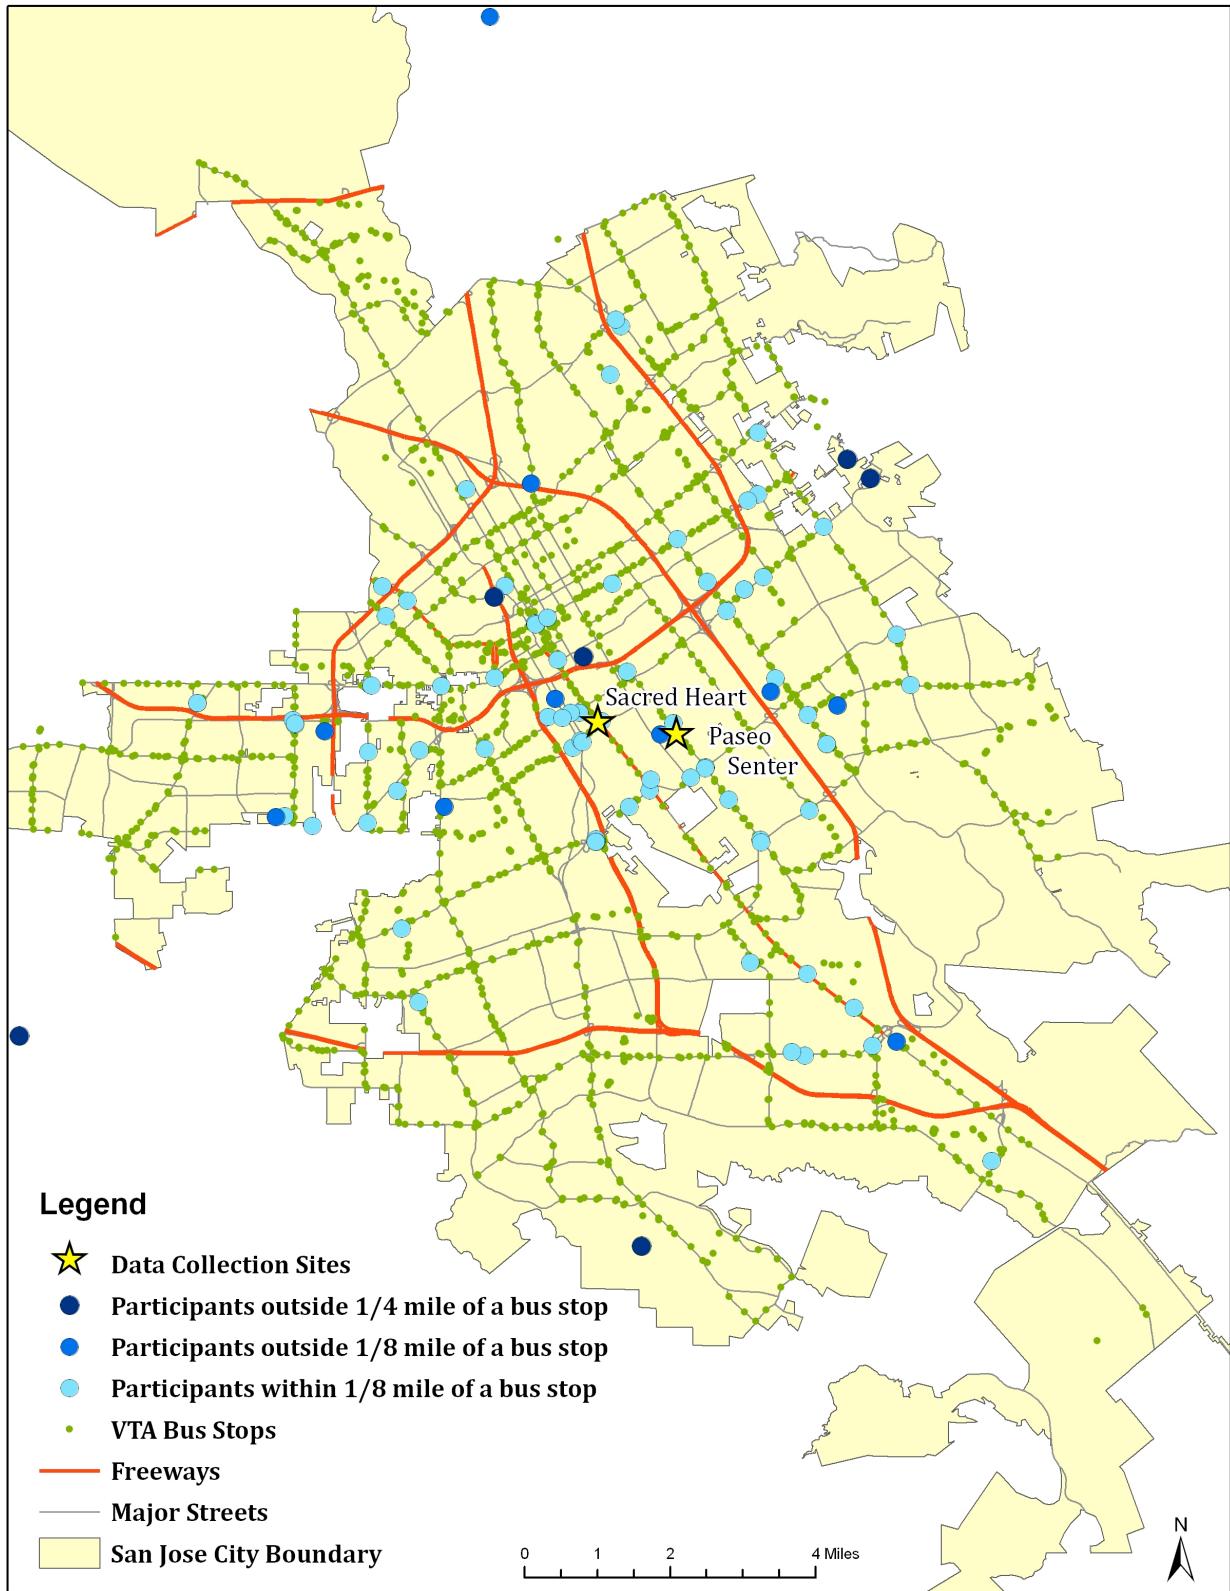 Sacred Heart
Paseo
Senter
Legend
Data Collection Sites
Participants outside 1/4 mile of a bus stop
Participants outside 1/8 mile of a bus stop
Participants within 1/8 mile of a bus stop
VTA Bus Stops
Freeways
Major Streets
San Jose City Boundary
0 1 2 4 Miles
N